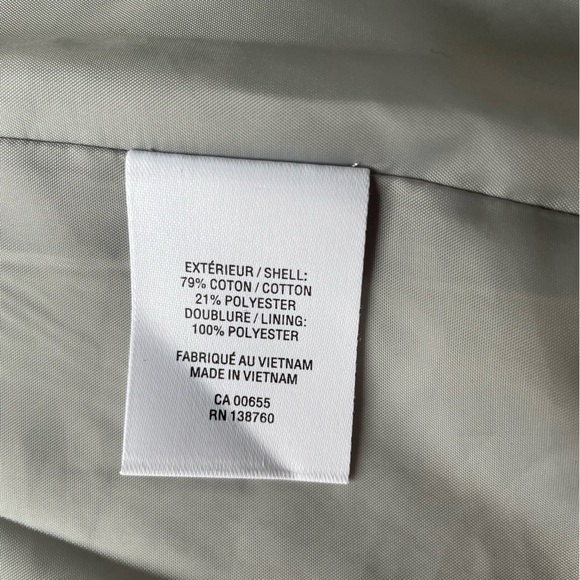 EXTÉRIEUR / SHELL:
79% COTON / COTTON
21% POLYESTER
DOUBLURE / LINING:
100% POLYESTER
FABRIQUÉ AU VIETNAM
MADE IN VIETNAM
CA 00655
RN 138760